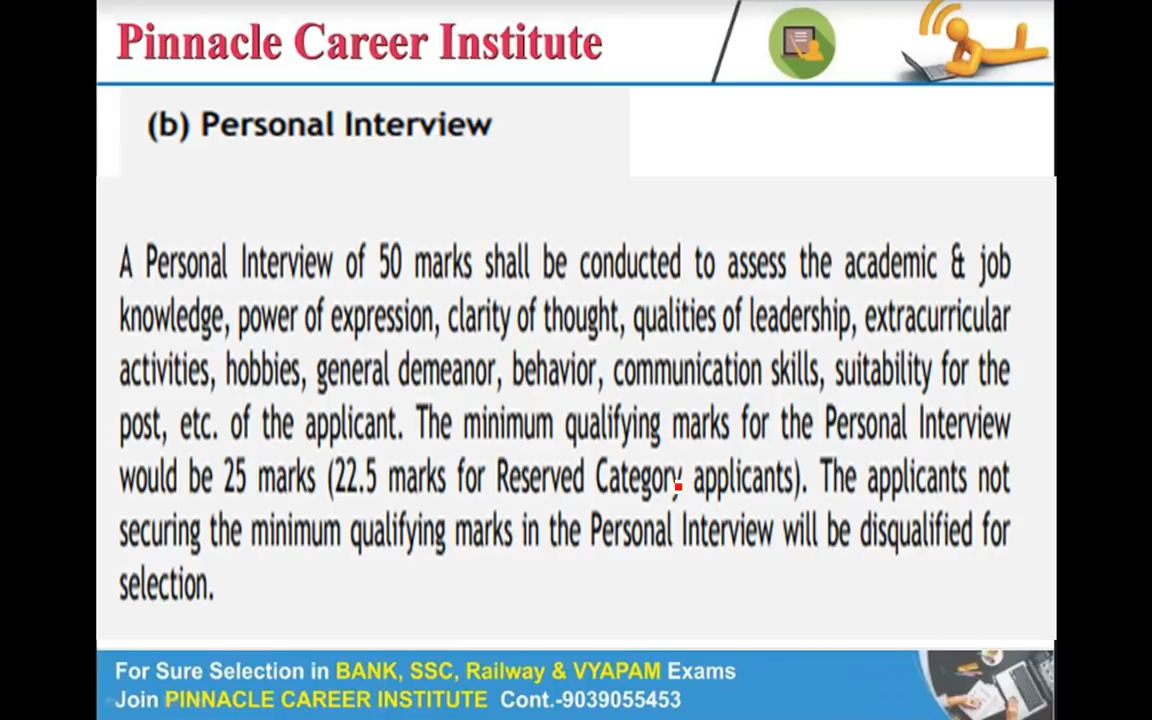 Pinnacle Career Institute
(b) Personal Interview
A Personal Interview of 50 marks shall be conducted to assess the academic & job
knowledge, power of expression, clarity of thought, qualities of leadership, extracurricular
activities, hobbies, general demeanor, behavior, communication skills, suitability for the
post, etc. of the applicant. The minimum qualifying marks for the Personal Interview
would be 25 marks (22.5 marks for Reserved Category applicants). The applicants not
securing the minimum qualifying marks in the Personal Interview will be disqualified for
selection.
For Sure Selection in BANK, SSC, Railway & VYAPAM Exams
Join PINNACLE CAREER INSTITUTE Cont.-9039055453